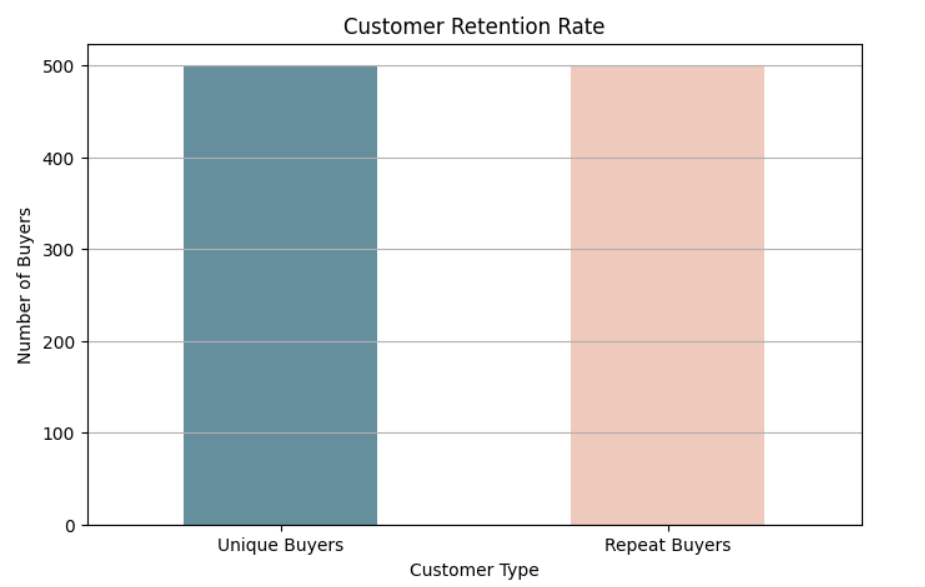 Customer Retention Rate
Number of Buyers
500
400
300
200
100
0
Unique Buyers
Repeat Buyers
Customer Type